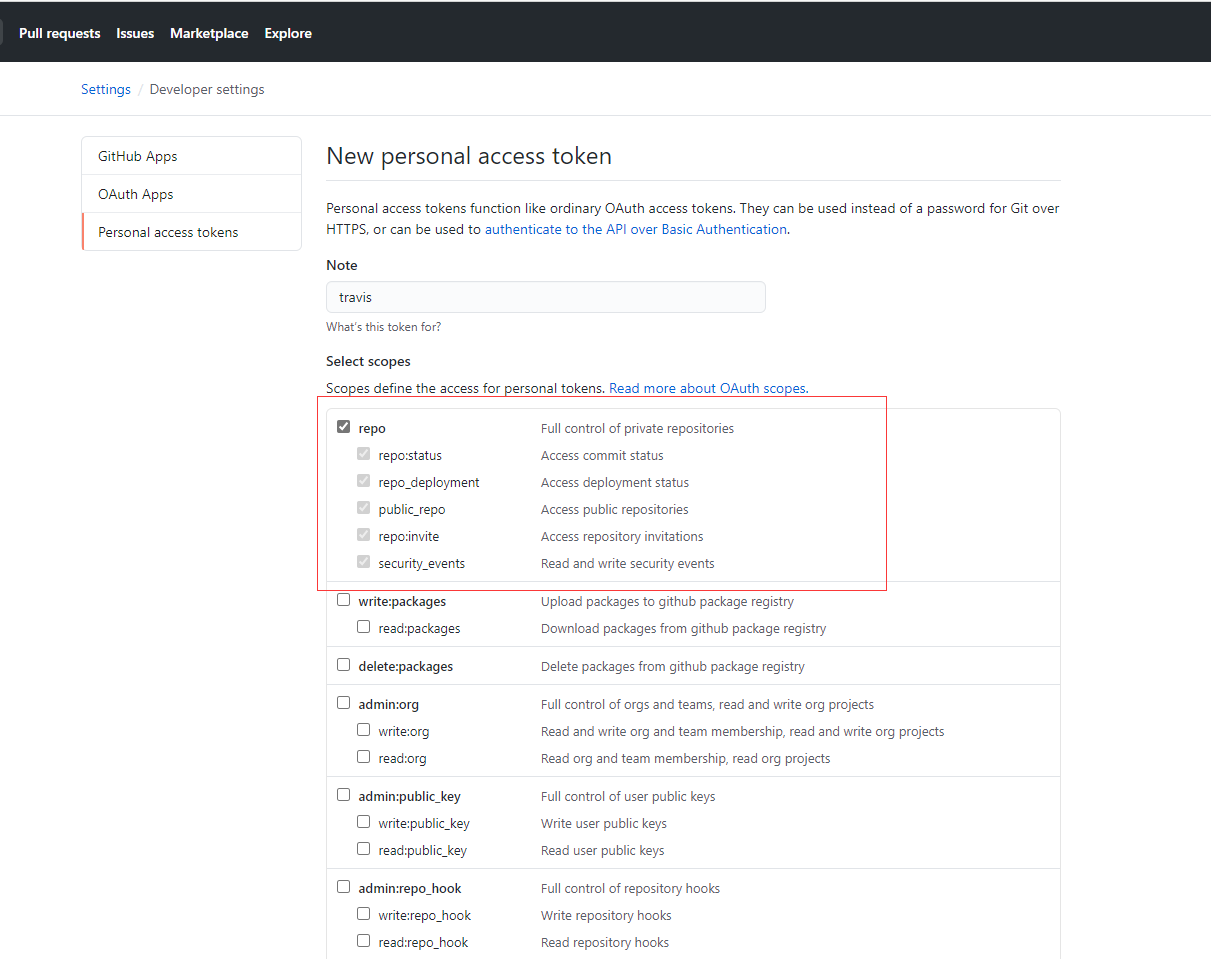 Pull requests Issues Marketplace Explore
Settings / Developer settings
GitHub Apps
OAuth Apps
Personal access tokens
New personal access token
Personal access tokens function like ordinary OAuth access tokens. They can be used instead of a password for Git over
HTTPS, or can be used to authenticate to the API over Basic Authentication.
Note
travis
What's this token for?
Select scopes
Scopes define the access for personal tokens. Read more about OAuth scopes.
repo Full control of private repositories
repo:status Access commit status
repo_deployment Access deployment status
public_repo Access public repositories
repo:invite Access repository invitations
security_events Read and write security events
write:packages Upload packages to github package registry
read:packages Download packages from github package registry
delete:packages Delete packages from github package registry
admin:org Full control of orgs and teams, read and write org projects
write:org Read and write org and team membership, read and write org projects
read:org Read org and team membership, read org projects
admin:public_key Full control of user public keys
write:public_key Write user public keys
read:public_key Read user public keys
admin:repo_hook Full control of repository hooks
write:repo_hook Write repository hooks
read:repo_hook Read repository hooks